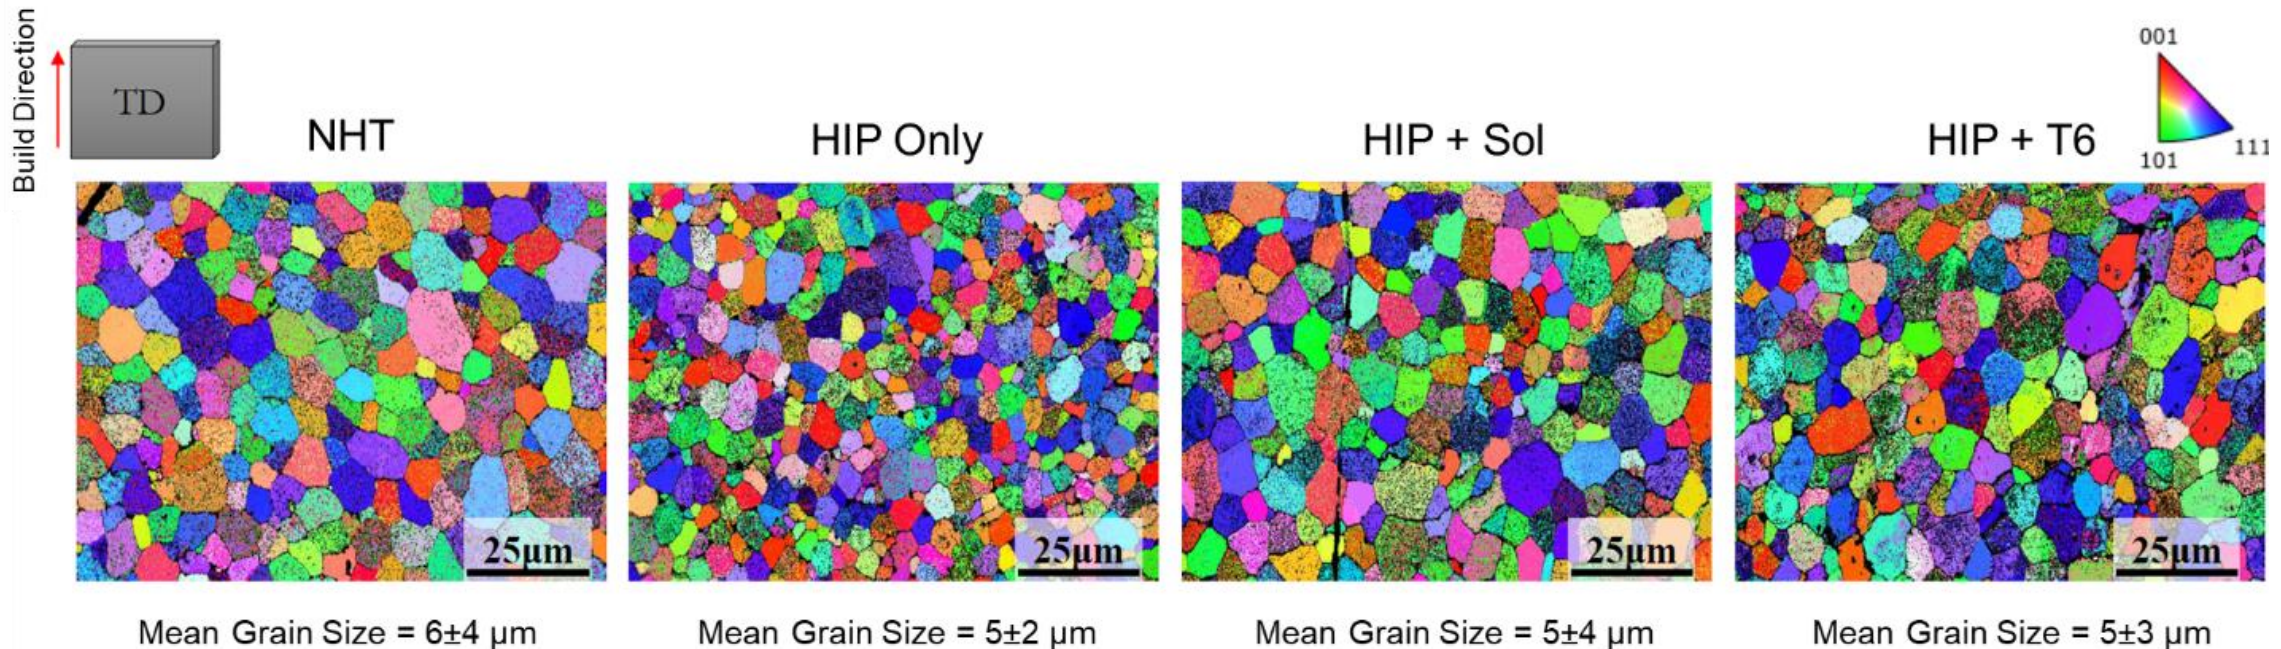 Build Direction
TD
NHT
HIP Only
HIP + Sol
HIP + T6
001
101
111
25μm
25μm
25μm
25μm
Mean Grain Size = 6±4 μm
Mean Grain Size = 5±2 μm
Mean Grain Size = 5±4 μm
Mean Grain Size = 5±3 μm